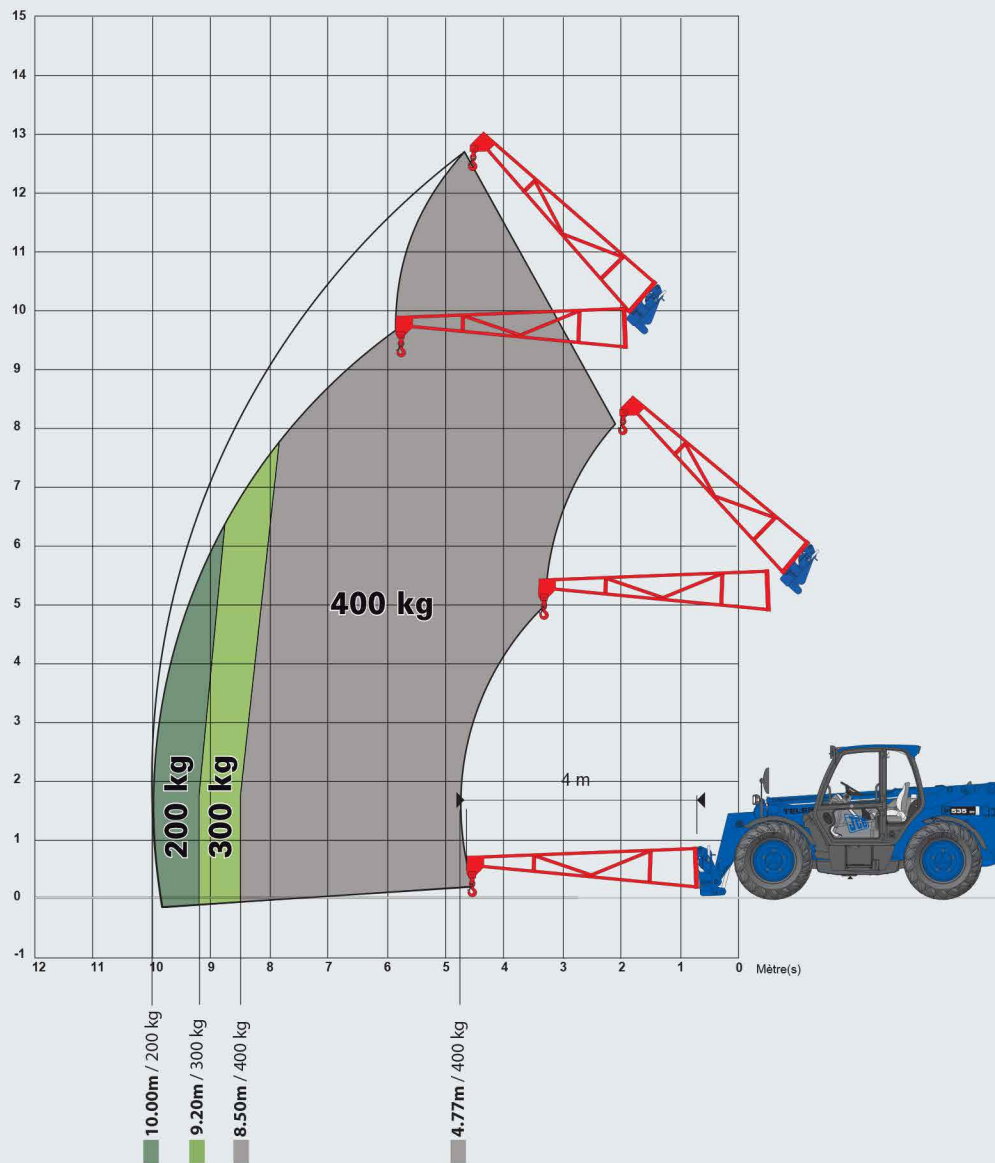 15
14
13
12
11
10
9
8
7
6
5
4
3
2
1
0
-1
400 kg
200 kg
300 kg
4 m
JCB
535
12 11 10 9 8 7 6 5 4 3 2 1 0 Mètre(s)
10.00m / 200 kg
9.20m / 300 kg
8.50m / 400 kg
4.77m / 400 kg